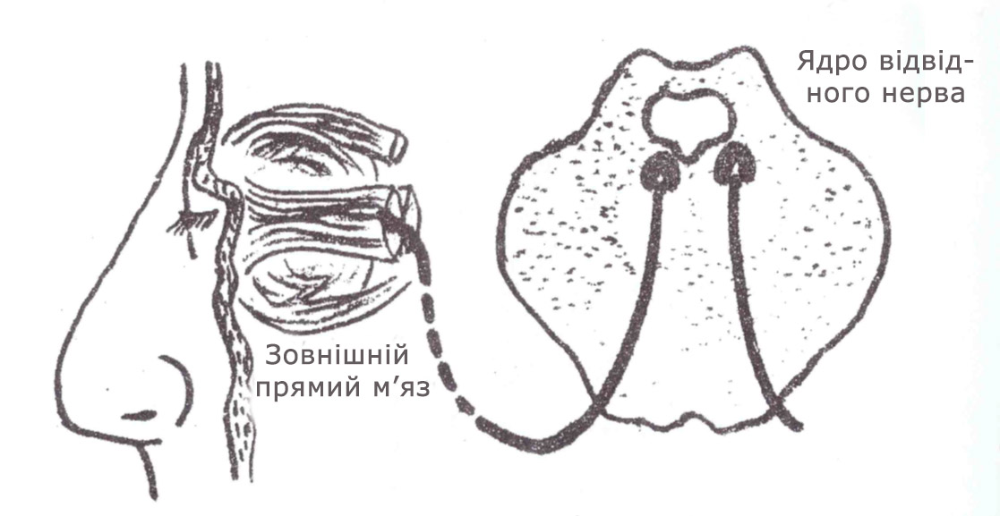 Ядро відвід-
ного нерва
Зовнішній
прямий м’яз